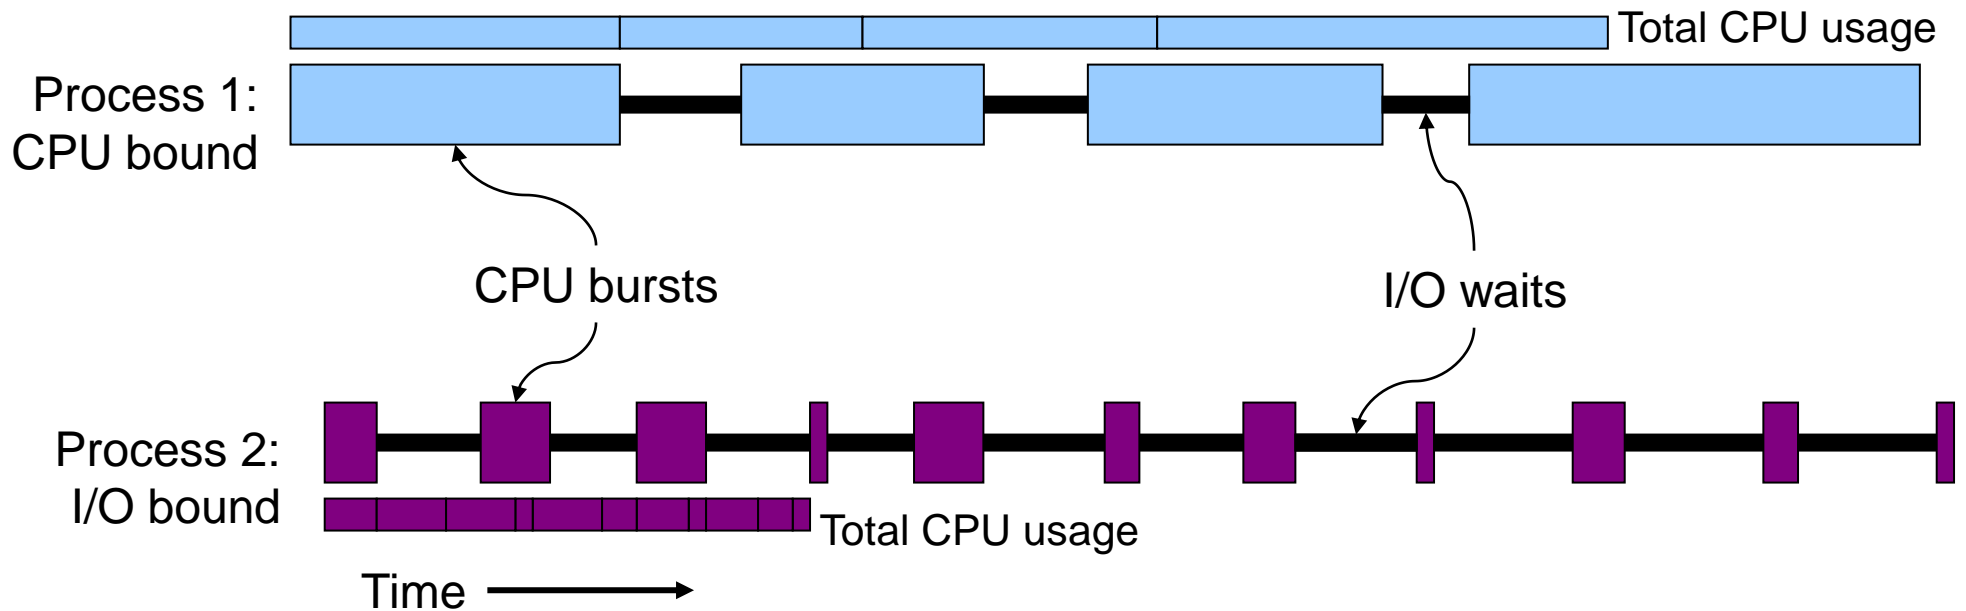 Total CPU usage
Process 1:
CPU bound
CPU bursts
I/O waits
Process 2:
I/O bound
Total CPU usage
Time